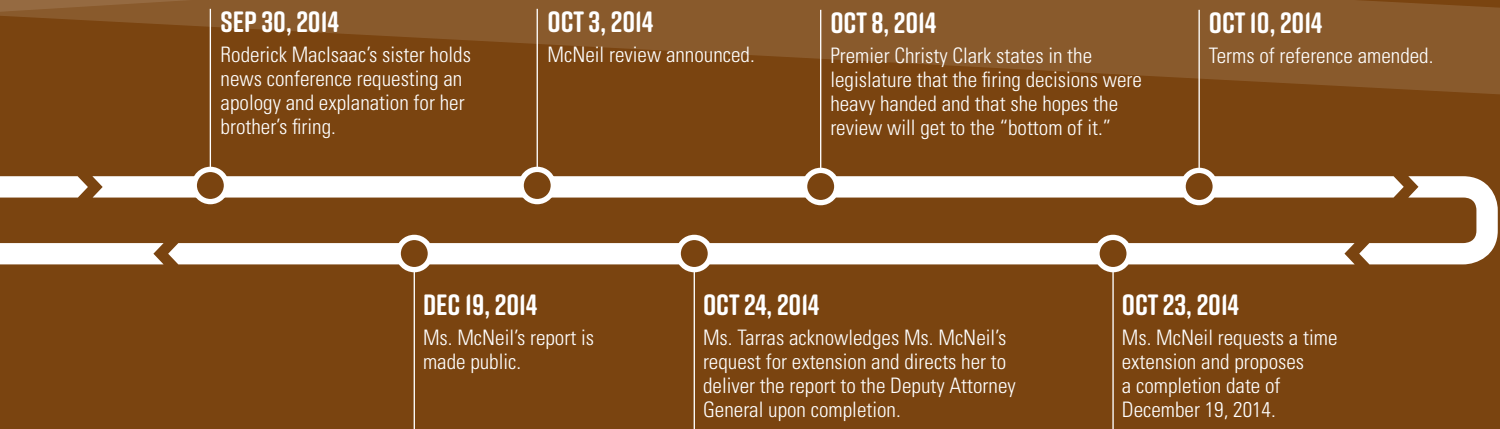 SEP 30, 2014
Roderick MacIsaac’s sister holds
news conference requesting an
apology and explanation for her
brother’s firing.
OCT 3, 2014
McNeil review announced.
OCT 8, 2014
Premier Christy Clark states in the
legislature that the firing decisions were
heavy handed and that she hopes the
review will get to the “bottom of it.”
OCT 10, 2014
Terms of reference amended.
OCT 23, 2014
Ms. McNeil requests a time
extension and proposes
a completion date of
December 19, 2014.
OCT 24, 2014
Ms. Tarras acknowledges Ms. McNeil’s
request for extension and directs her to
deliver the report to the Deputy Attorney
General upon completion.
DEC 19, 2014
Ms. McNeil’s report is
made public.